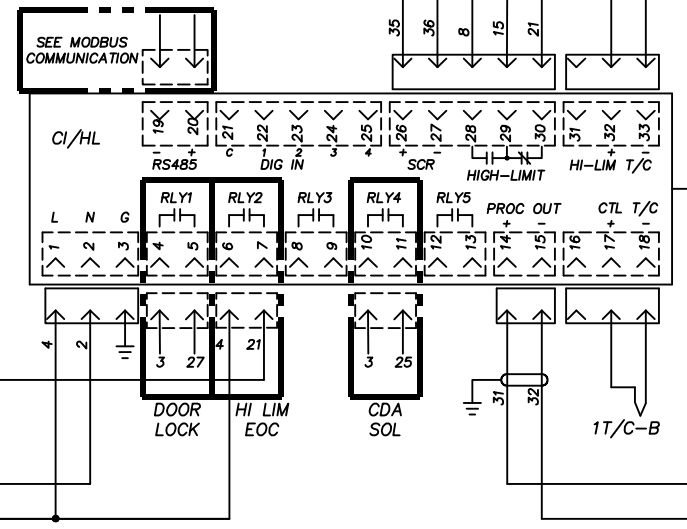 35 36 8 15 21
SEE MODBUS
COMMUNICATION
19 20 21 22 23 24 25 26 27 28 29 30 31 32 33
CI/HL
- + C 1 2 3 4 + - + -
RS485 DIG IN SCR HIGH-LIMIT HI-LIM T/C
RLY1 RLY2 RLY3 RLY4 RLY5
PROC OUT CTL T/C
L N G + - + -
1 2 3 4 5 6 7 8 9 10 11 12 13 14 15 16 17 18
4 2 4 21
3 27 3 25
31 32
DOOR HI LIM CDA
LOCK EOC SOL
1T/C-B